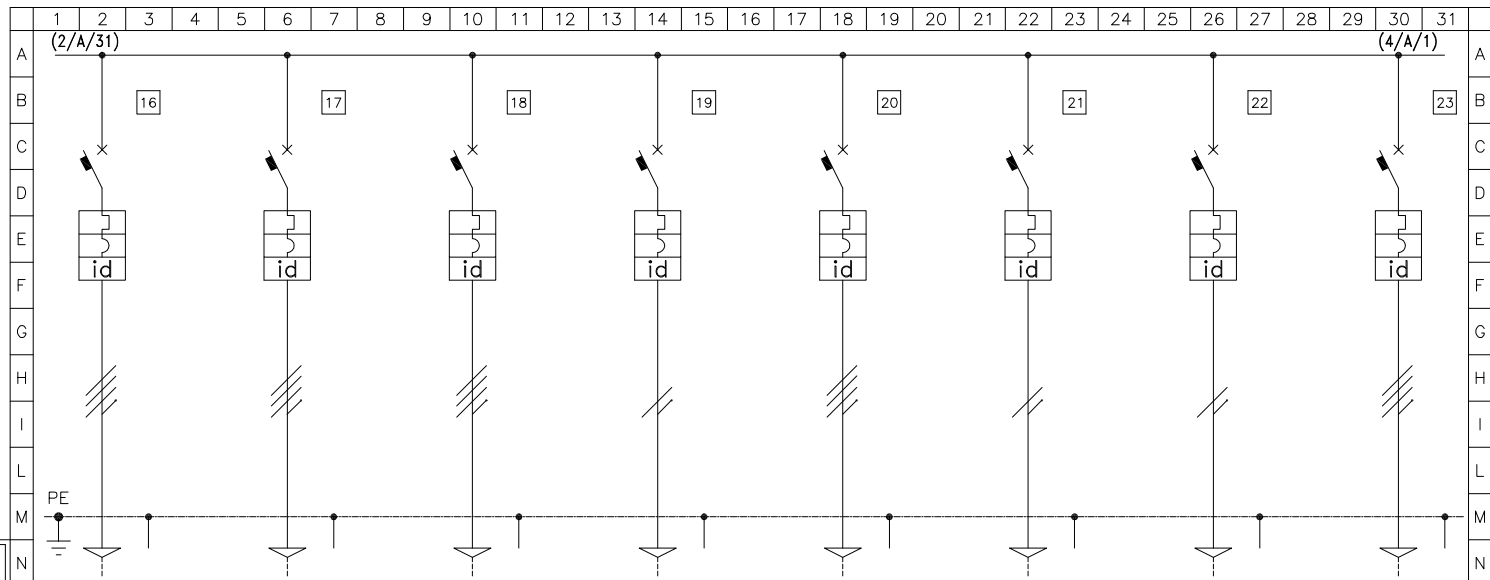 1 2 3 4 5 6 7 8 9 10 11 12 13 14 15 16 17 18 19 20 21 22 23 24 25 26 27 28 29 30 31
(2/A/31) (4/A/1)
A A
B 16 17 18 19 20 21 22 23 B
C C
D D
E E
id id id id id id id id
F F
G G
H H
I I
L L
PE
M M
N N